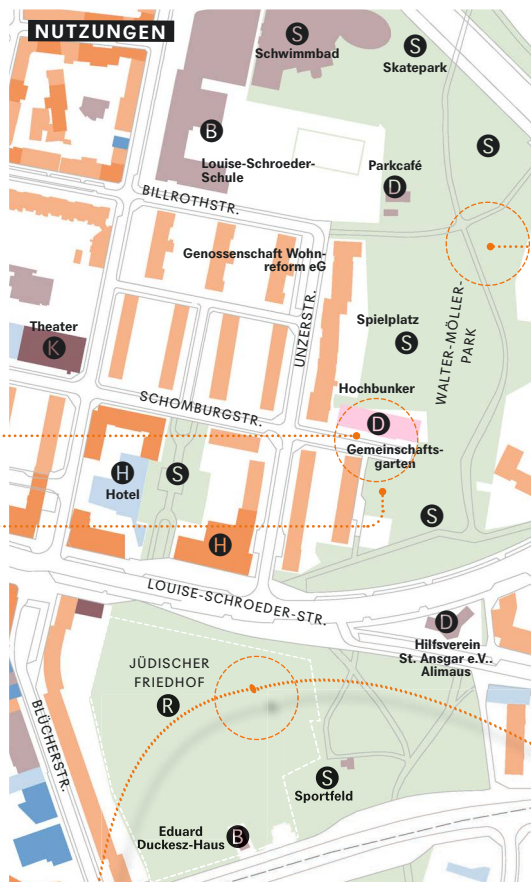 NUTZUNGEN
S
Schwimmbad
S
Skatepark
B
Louise-Schroeder-
Schule
S
Parkcafé
D
BILLROTHSTR.
Genossenschaft Wohn-
reform eG
UNZERSTR.
WALTER-MÖLLER-
PARK
Theater
K
Spielplatz
S
Hochbunker
D
SCHOMBURGSTR.
Gemeinschafts-
garten
H
Hotel
S
S
H
LOUISE-SCHROEDER-STR.
D
Hilfsverein
St. Ansgar e.V..
Alimaus
JÜDISCHER
FRIEDHOF
R
BLÜCHERSTR.
S
Sportfeld
Eduard
Duckesz-Haus
B